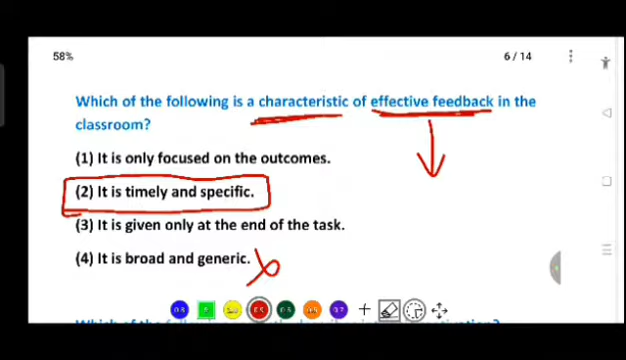 58%
6/14
Which of the following is a characteristic of effective feedback in the
classroom?
(1) It is only focused on the outcomes.
(2) It is timely and specific.
(3) It is given only at the end of the task.
(4) It is broad and generic.